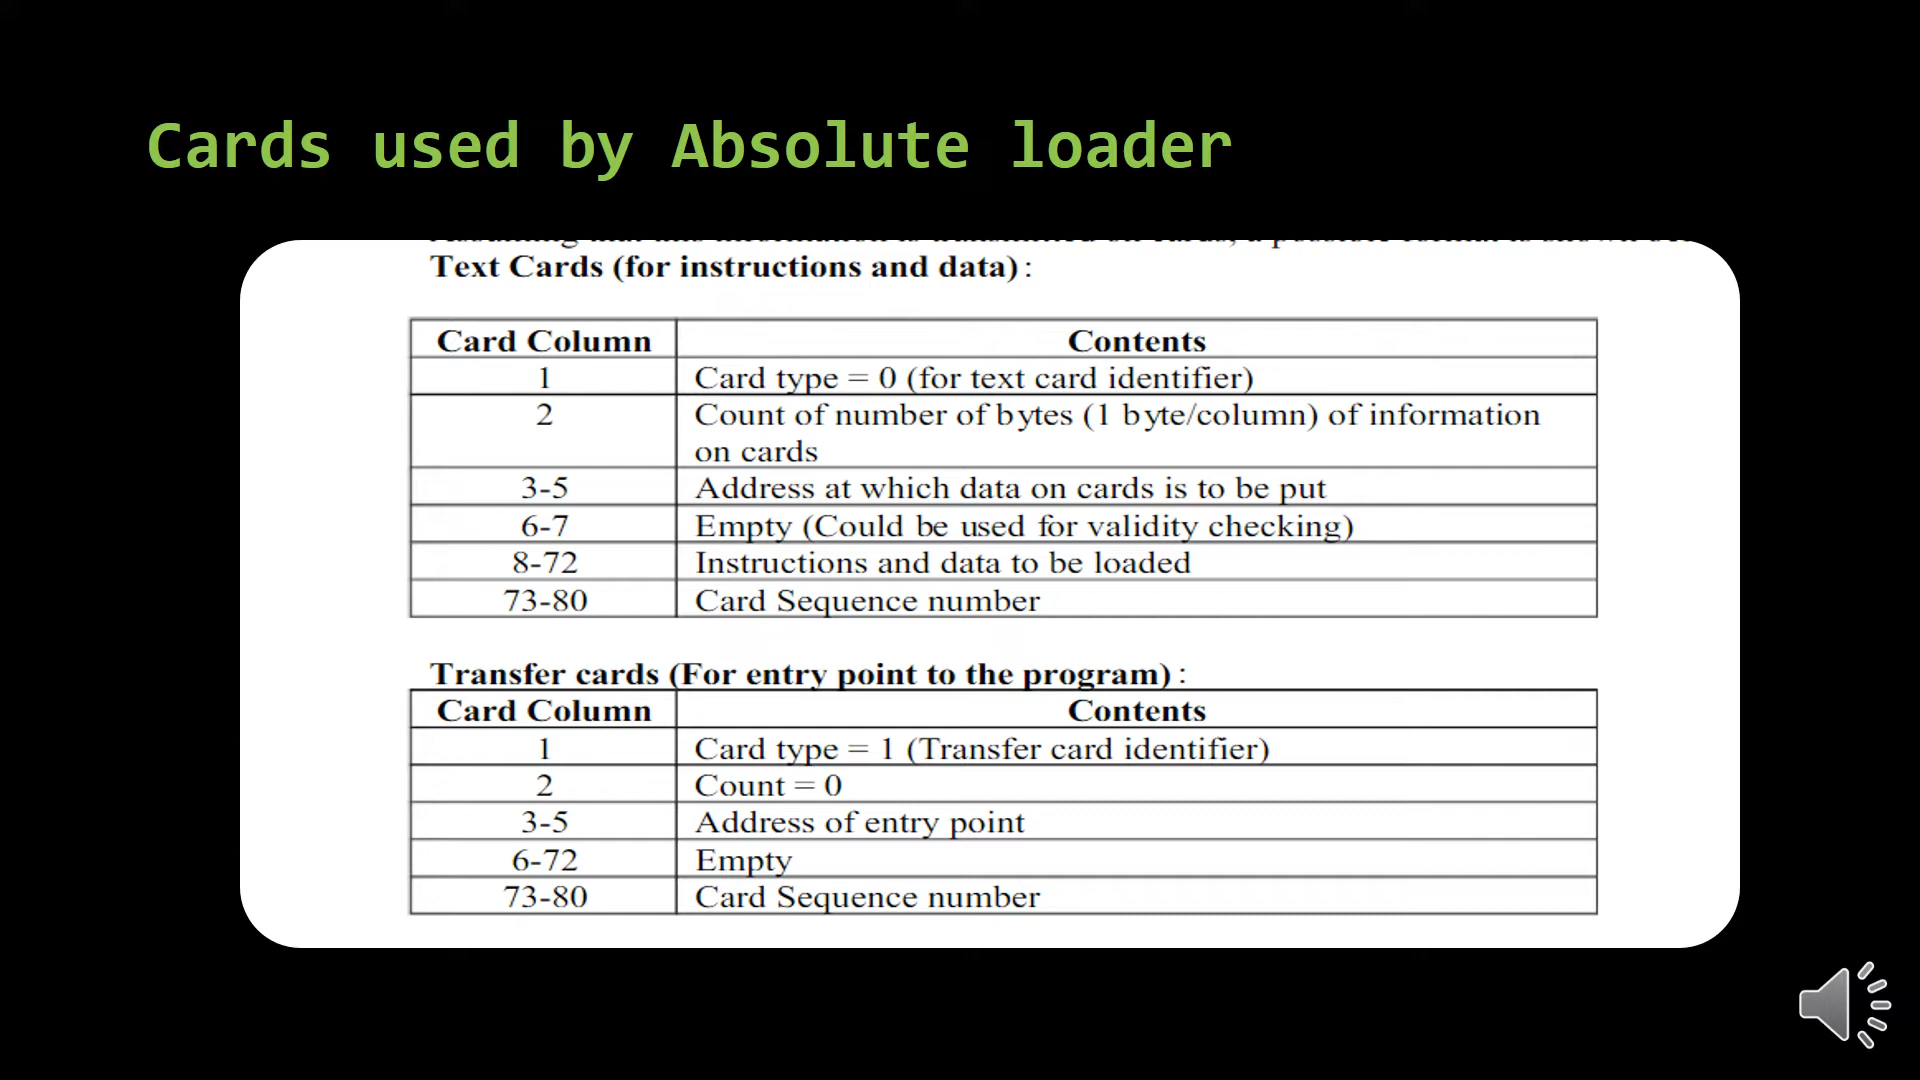 Cards used by Absolute loader
Text Cards (for instructions and data) :
Card Column Contents
1 Card type = 0 (for text card identifier)
2 Count of number of bytes (1 byte/column) of information
on cards
3-5 Address at which data on cards is to be put
6-7 Empty (Could be used for validity checking)
8-72 Instructions and data to be loaded
73-80 Card Sequence number
Transfer cards (For entry point to the program) :
Card Column Contents
1 Card type = 1 (Transfer card identifier)
2 Count = 0
3-5 Address of entry point
6-72 Empty
73-80 Card Sequence number